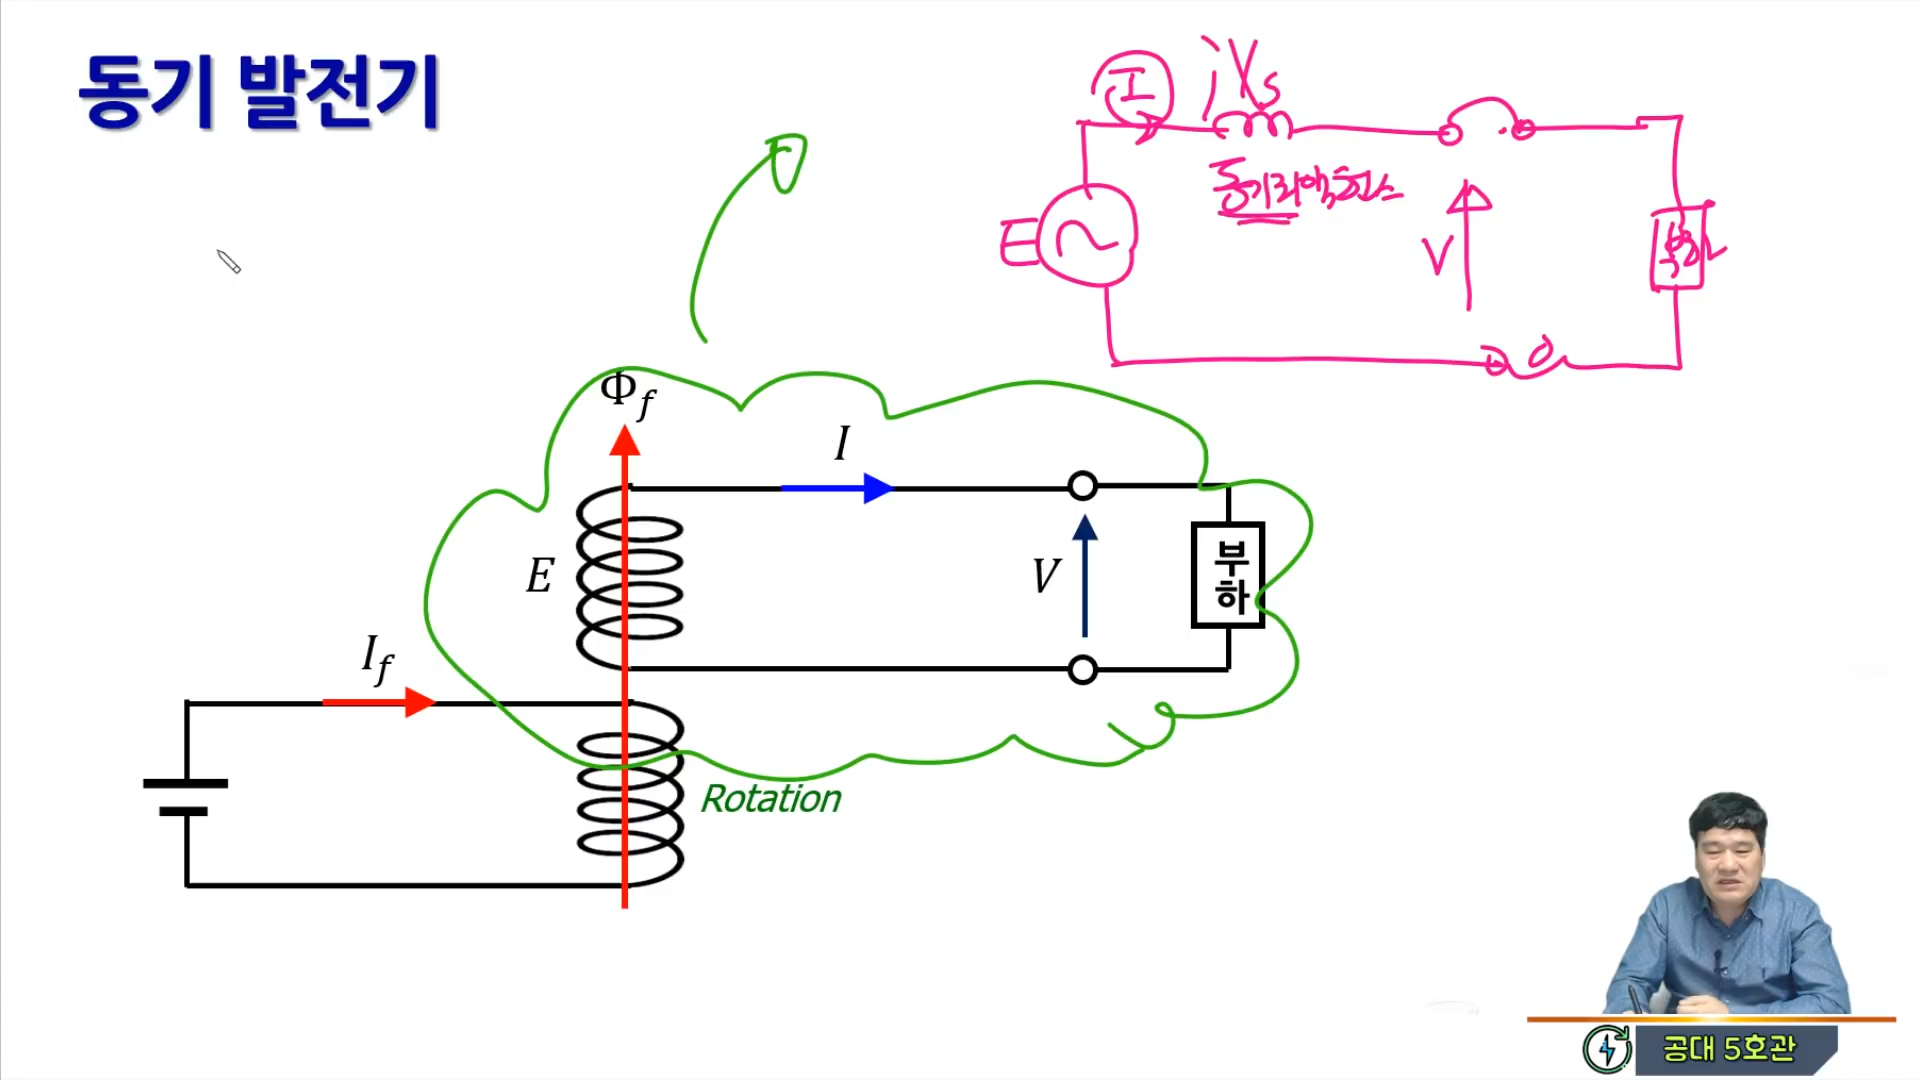 동기 발전기
I
jXs
동기리액턴스
E
V
부하
Φf
I
E
V
부
하
If
Rotation
공대 5호관